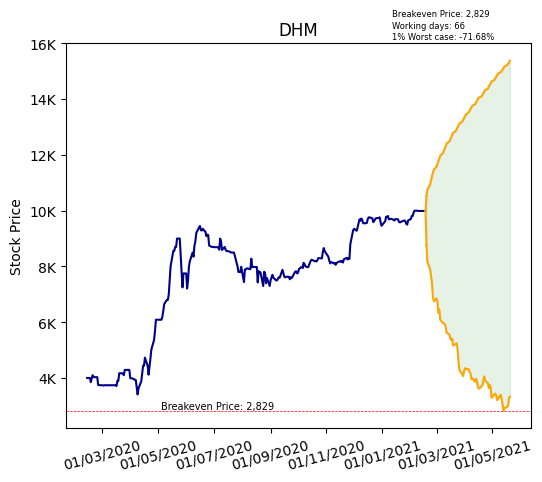 Breakeven Price: 2,829
Working days: 66
1% Worst case: -71.68%
DHM
Stock Price
16K
14K
12K
10K
8K
6K
4K
Breakeven Price: 2,829
01/03/2020
01/05/2020
01/07/2020
01/09/2020
01/11/2020
01/01/2021
01/03/2021
01/05/2021